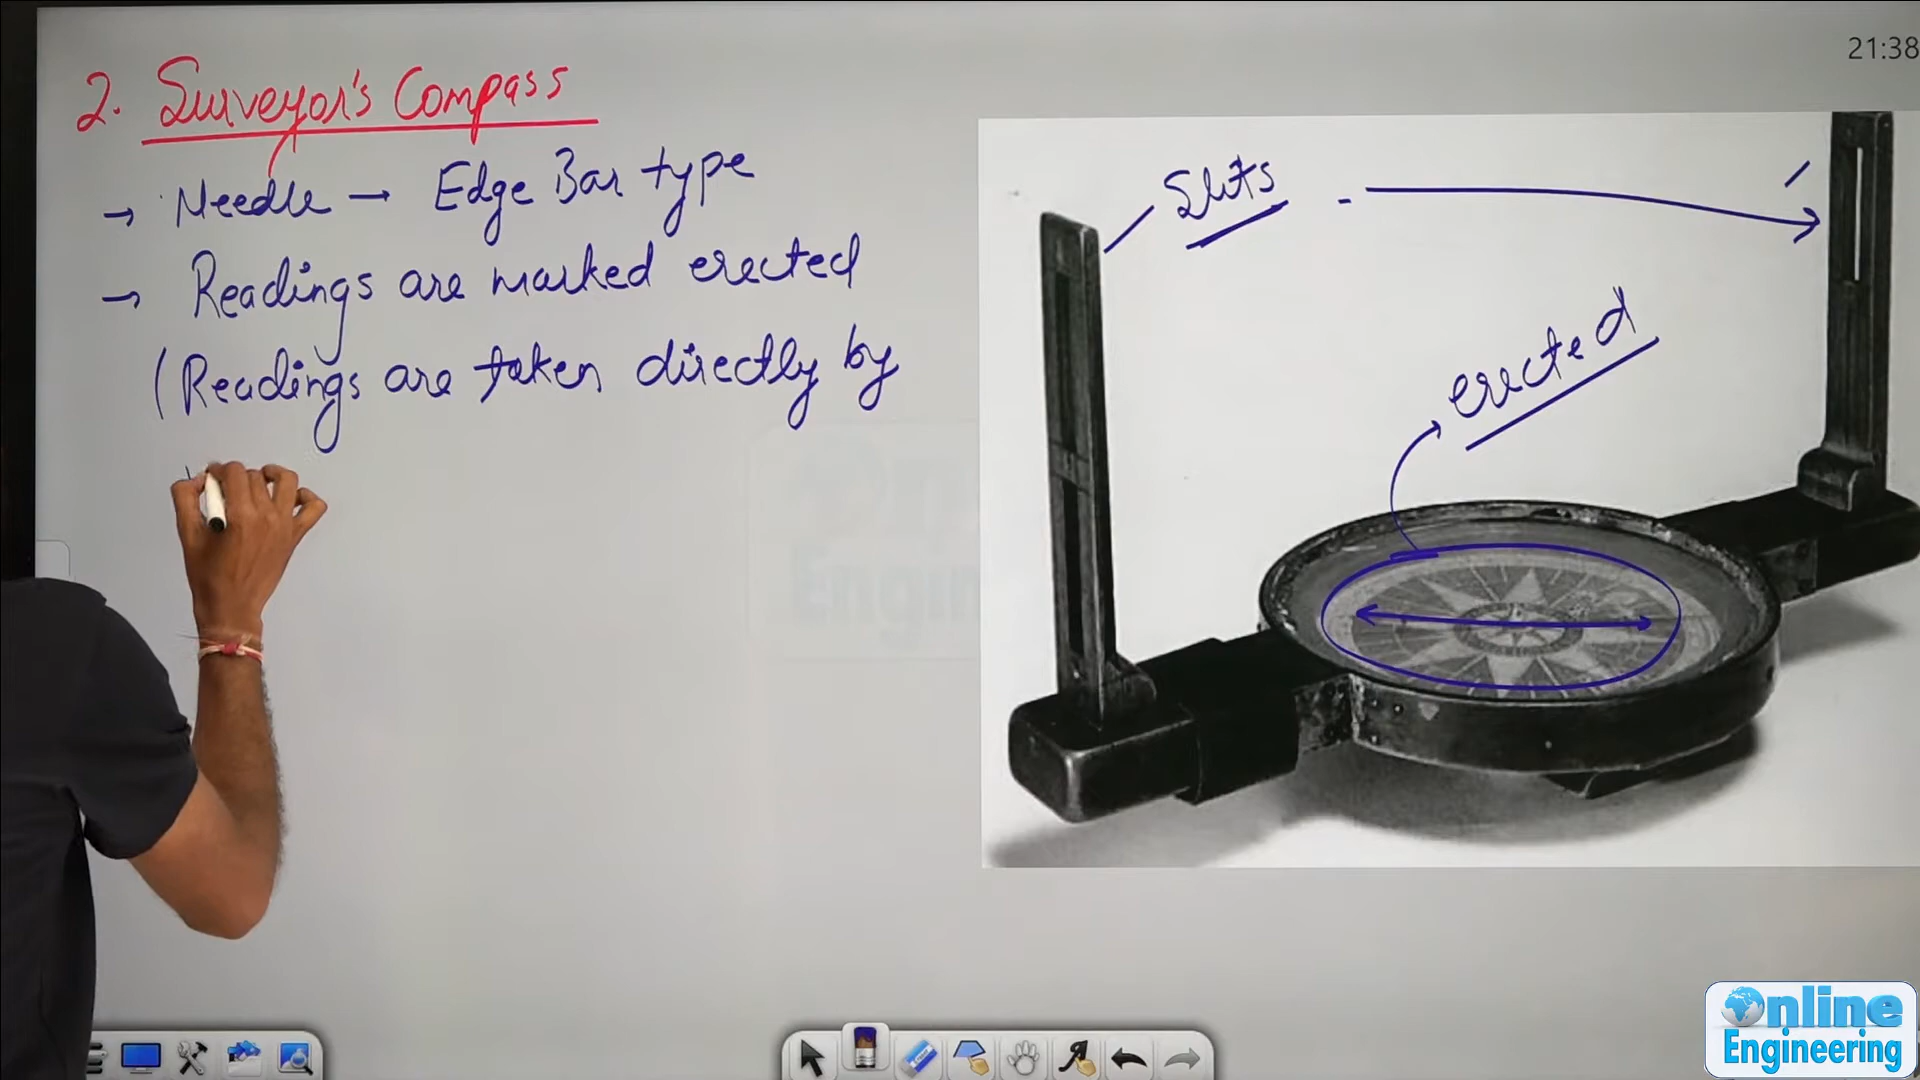 21:38
2. Surveyor's Compass
→ Needle — Edge Bar type
→ Readings are marked erected
(Readings are taken directly by
Slits
erected
Engin
Online
Engineering